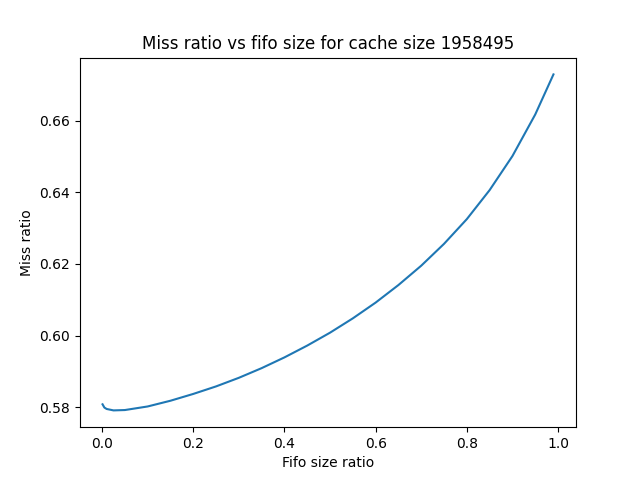 Miss ratio vs fifo size for cache size 1958495
Miss ratio
0.66
0.64
0.62
0.60
0.58
0.0 0.2 0.4 0.6 0.8 1.0
Fifo size ratio